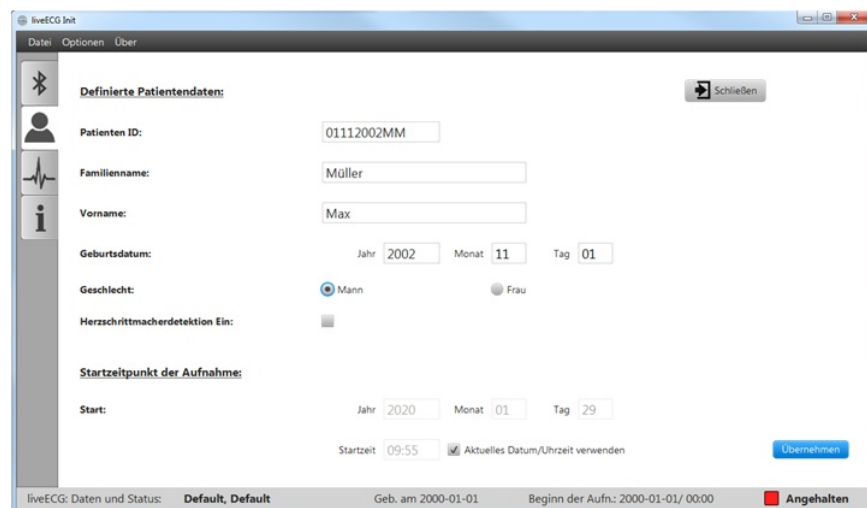 liveECG Init
Datei Optionen Über
Definierte Patientendaten:
Schließen
Patienten ID: 01112002MM
Familienname: Müller
Vorname: Max
Geburtsdatum: Jahr 2002 Monat 11 Tag 01
Geschlecht: Mann Frau
Herzschrittmacherdetektion Ein:
Startzeitpunkt der Aufnahme:
Start: Jahr 2020 Monat 01 Tag 29
Startzeit 09:55 Aktuelles Datum/Uhrzeit verwenden Übernehmen
liveECG: Daten und Status: Default, Default Geb. am 2000-01-01 Beginn der Aufn.: 2000-01-01/ 00:00 Angehalten